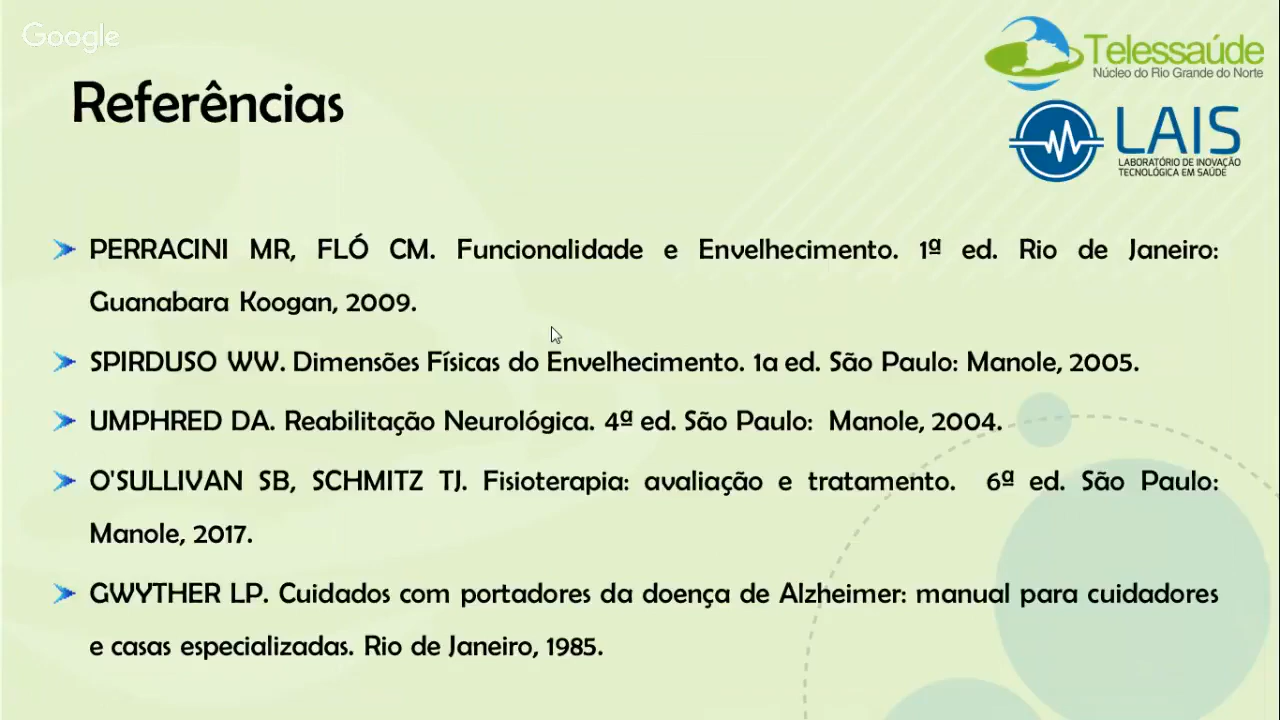 Google
Telessaúde
Núcleo do Rio Grande do Norte
Referências
LAIS
LABORATÓRIO DE INOVAÇÃO
TECNOLÓGICA EM SAÚDE
PERRACINI MR, FLÓ CM. Funcionalidade e Envelhecimento. 1ª ed. Rio de Janeiro:
Guanabara Koogan, 2009.
SPIRDUSO WW. Dimensões Físicas do Envelhecimento. 1a ed. São Paulo: Manole, 2005.
UMPHRED DA. Reabilitação Neurológica. 4ª ed. São Paulo: Manole, 2004.
O'SULLIVAN SB, SCHMITZ TJ. Fisioterapia: avaliação e tratamento. 6ª ed. São Paulo:
Manole, 2017.
GWYTHER LP. Cuidados com portadores da doença de Alzheimer: manual para cuidadores
e casas especializadas. Rio de Janeiro, 1985.